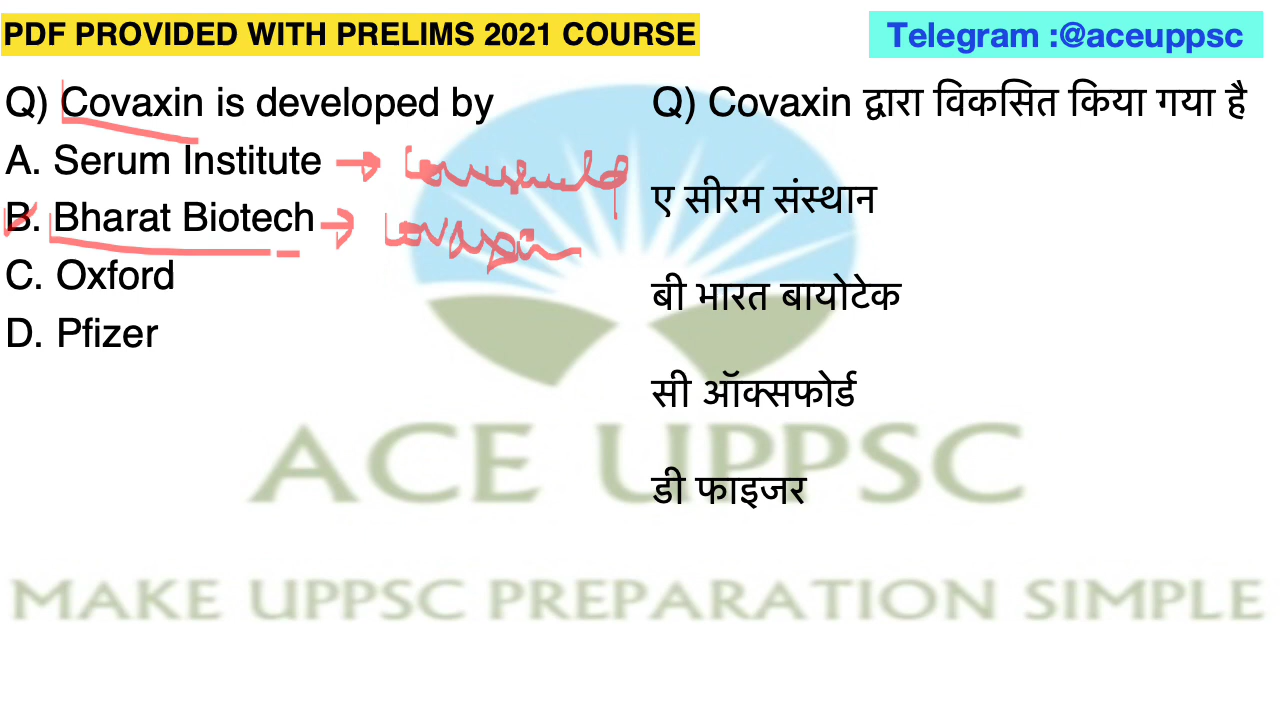 PDF PROVIDED WITH PRELIMS 2021 COURSE
Telegram :@aceuppsc
Q) Covaxin is developed by
A. Serum Institute →
B. Bharat Biotech → covaxin
C. Oxford
D. Pfizer
Q) Covaxin द्वारा विकसित किया गया है
ए सीरम संस्थान
बी भारत बायोटेक
सी ऑक्सफोर्ड
डी फाइजर
ACE UPPSC
MAKE UPPSC PREPARATION SIMPLE